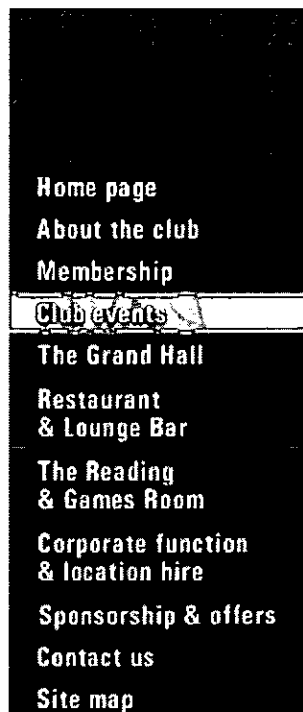 Home page
About the club
Membership
Club events
The Grand Hall
Restaurant
& Lounge Bar
The Reading
& Games Room
Corporate function
& location hire
Sponsorship & offers
Contact us
Site map